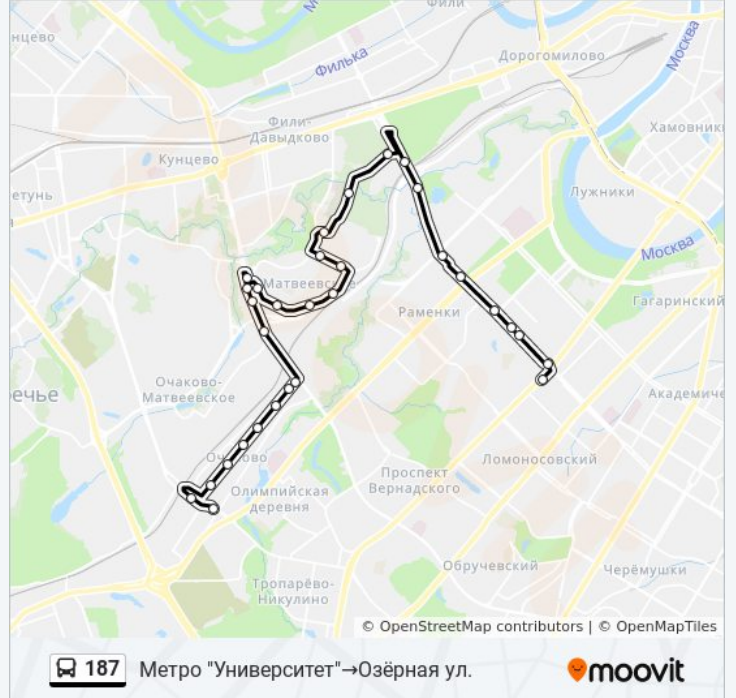 Фили
нцево
М
Филька
Дорогомилово
Москва
Фили-
Давыдково
Хамовники
Кунцево
етунь
Лужники
Москва
Матвеевское
Гагаринский
Раменки
Очаково-
Матвеевское
ечье
Академиче
Очаково
Ломоносовский
Проспект
Вернадского
Олимпийская
деревня
Обручевский
Черёмушки
Тропарёво-
Никулино
© OpenStreetMap contributors | © OpenMapTiles
187 Метро "Университет"→Озёрная ул. moovit